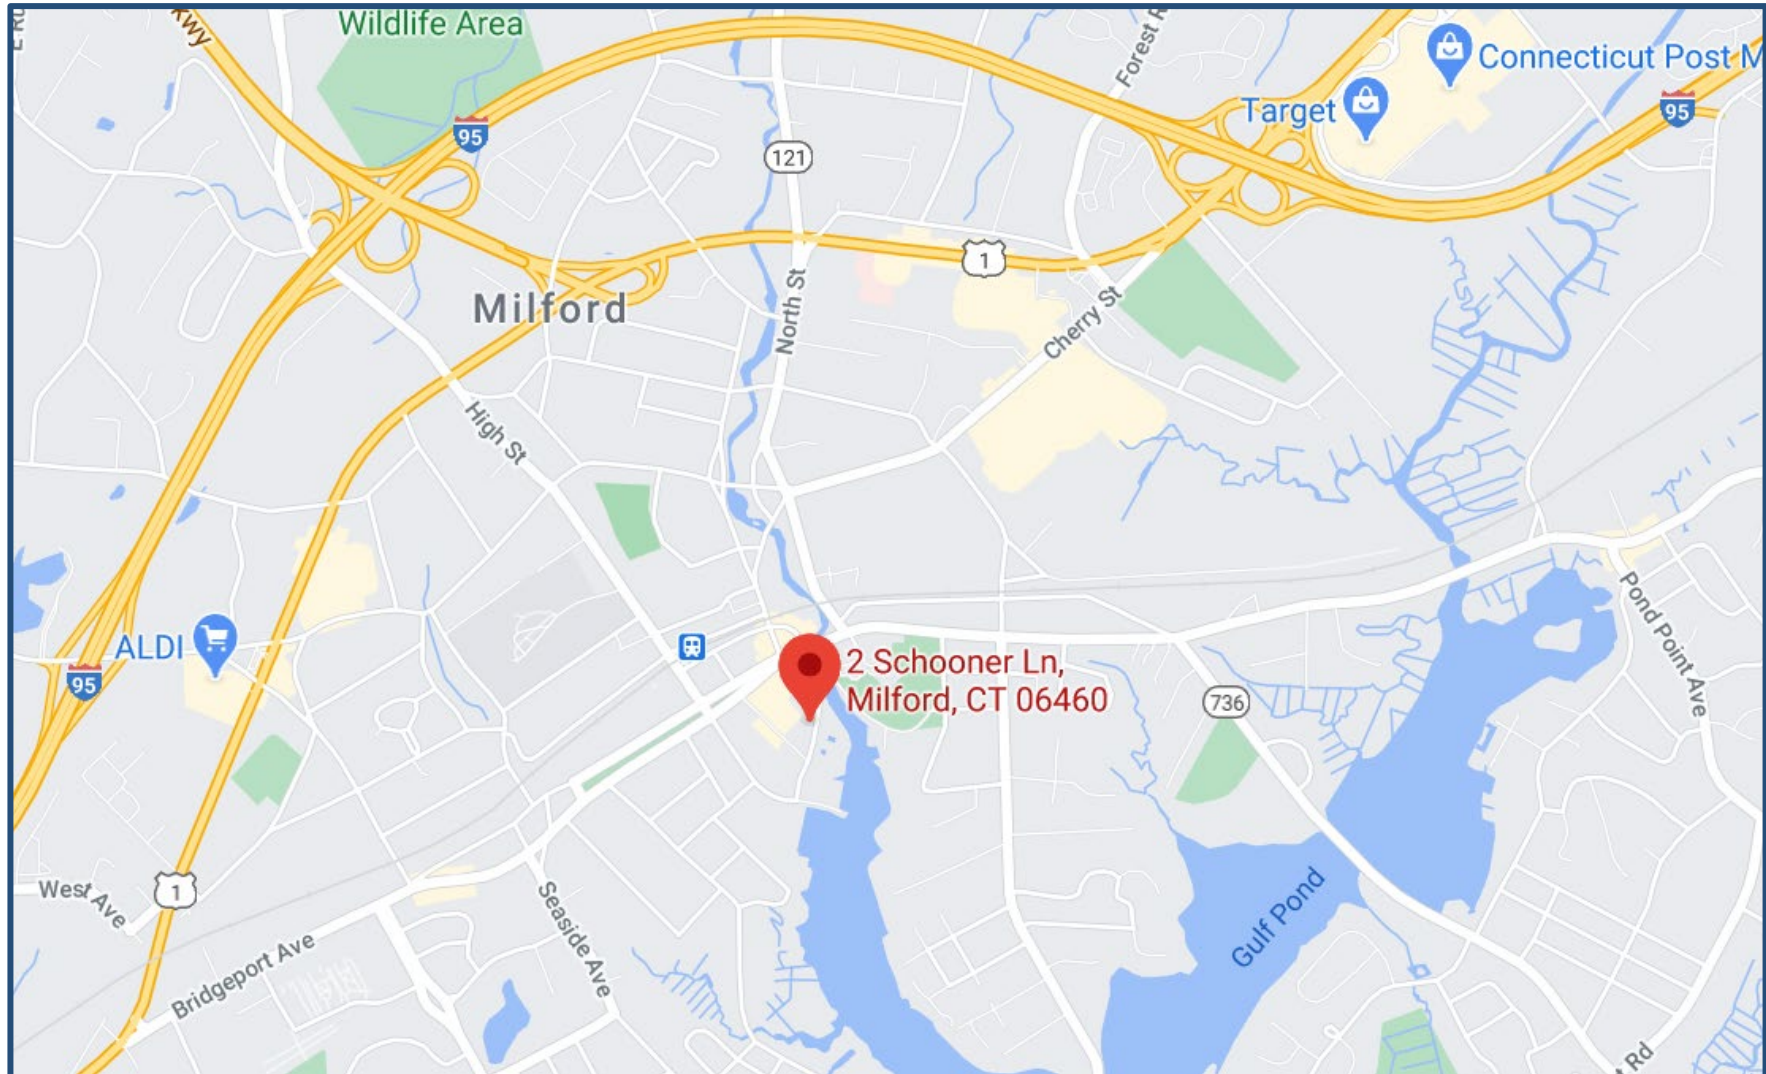 kwy
Wildlife Area
Forest R
Connecticut Post M
Target
95
95
121
1
North St
Milford
Cherry St
High St
Pond Point Ave
ALDI
2 Schooner Ln,
Milford, CT 06460
95
736
West Ave
1
Seaside Ave
Gulf Pond
Bridgeport Ave
t Rd